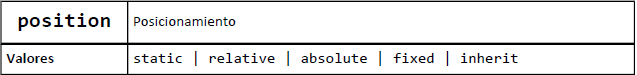 position Posicionamiento
Valores static | relative | absolute | fixed | inherit